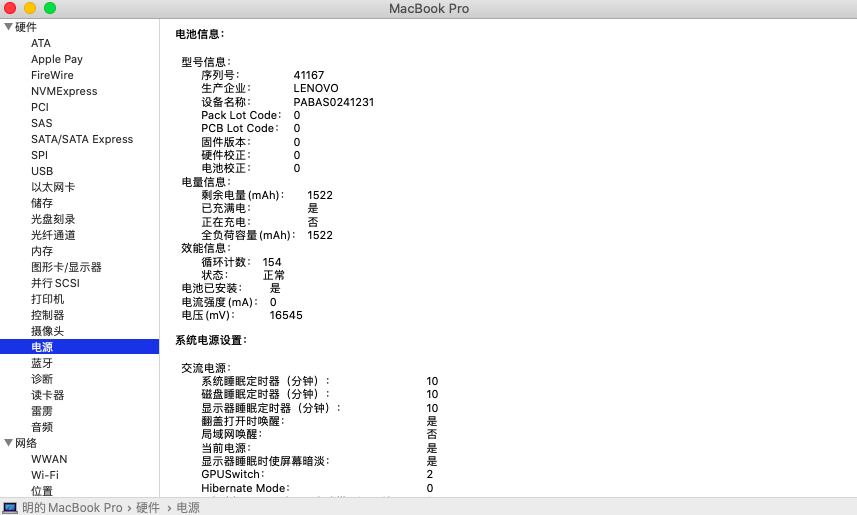 MacBook Pro
硬件
ATA
Apple Pay
FireWire
NVMExpress
PCI
SAS
SATA/SATA Express
SPI
USB
以太网卡
储存
光盘刻录
光纤通道
内存
图形卡/显示器
并行 SCSI
打印机
控制器
摄像头
电源
蓝牙
诊断
读卡器
雷雳
音频
网络
WWAN
Wi-Fi
位置
电池信息：
型号信息：
序列号： 41167
生产企业： LENOVO
设备名称： PABAS0241231
Pack Lot Code： 0
PCB Lot Code： 0
固件版本： 0
硬件校正： 0
电池校正： 0
电量信息：
剩余电量 (mAh)： 1522
已充满电： 是
正在充电： 否
全负荷容量 (mAh)： 1522
效能信息：
循环计数： 154
状态： 正常
电池已安装： 是
电流强度 (mA)： 0
电压 (mV)： 16545
系统电源设置：
交流电源：
系统睡眠定时器（分钟）： 10
磁盘睡眠定时器（分钟）： 10
显示器睡眠定时器（分钟）： 10
翻盖打开时唤醒： 是
局域网唤醒： 否
当前电源： 是
显示器睡眠时使屏幕暗淡： 是
GPUSwitch： 2
Hibernate Mode： 0
明的 MacBook Pro › 硬件 › 电源